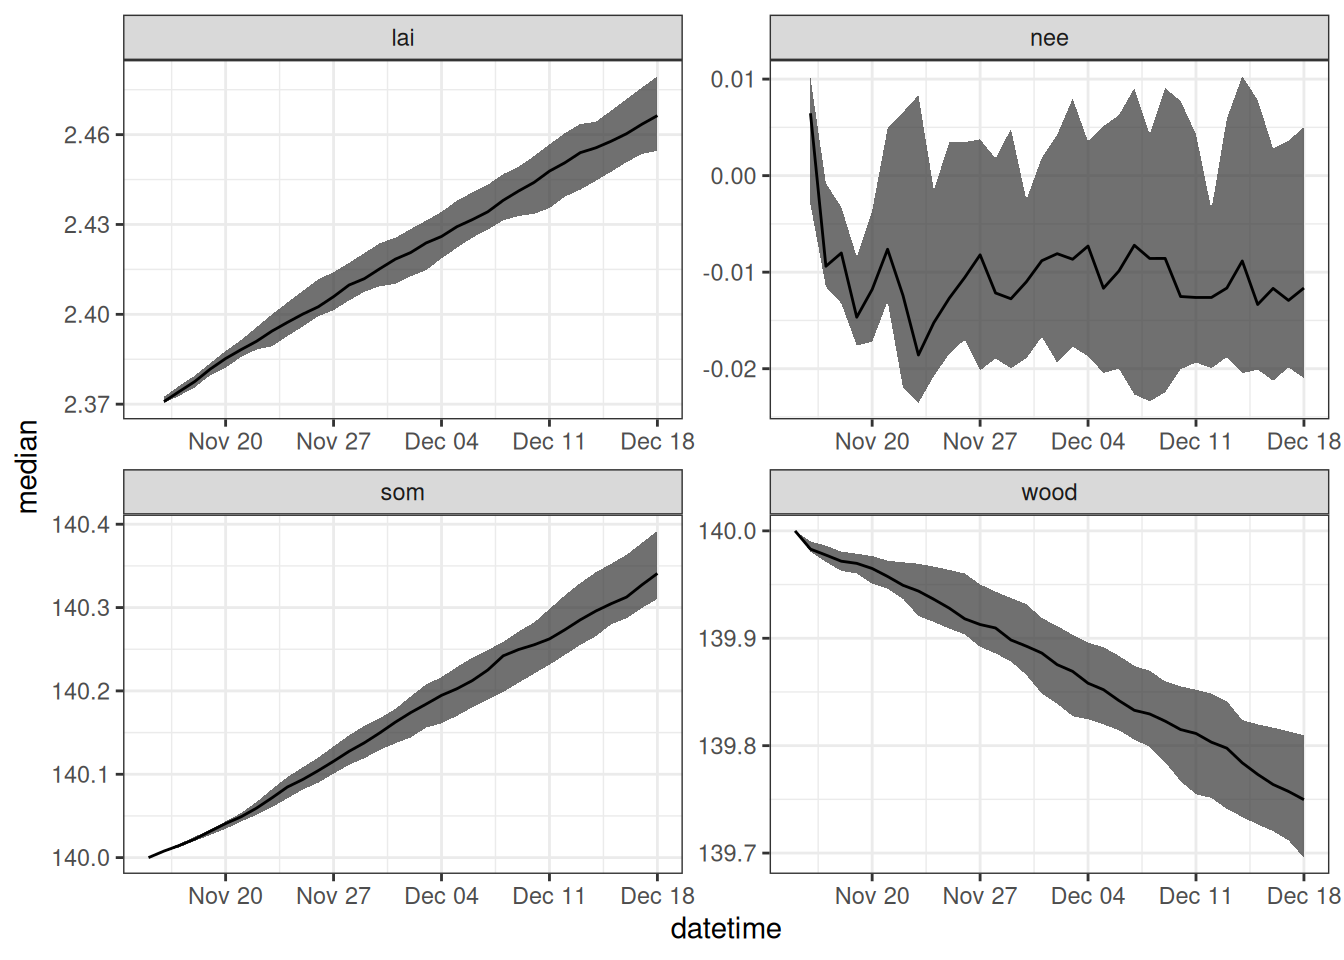 lai
nee
2.46
2.43
2.40
2.37
0.01
0.00
-0.01
-0.02
Nov 20 Nov 27 Dec 04 Dec 11 Dec 18
Nov 20 Nov 27 Dec 04 Dec 11 Dec 18
median
som
wood
140.4
140.3
140.2
140.1
140.0
140.0
139.9
139.8
139.7
Nov 20 Nov 27 Dec 04 Dec 11 Dec 18
Nov 20 Nov 27 Dec 04 Dec 11 Dec 18
datetime